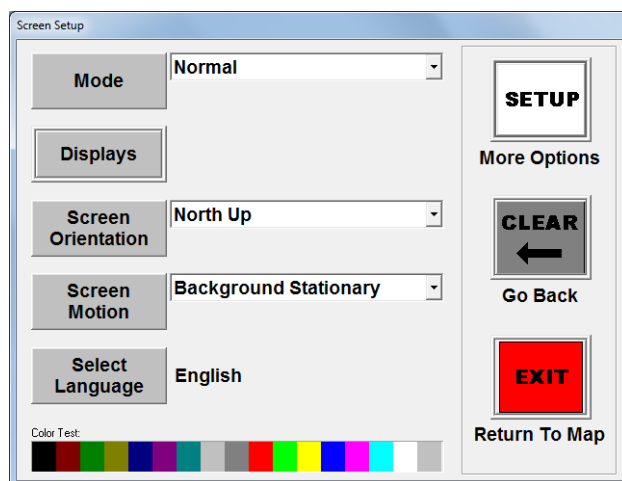 Screen Setup
Mode
Normal
Displays
Screen
Orientation
North Up
Screen
Motion
Background Stationary
Select
Language
English
Color Test:
SETUP
More Options
CLEAR
Go Back
EXIT
Return To Map